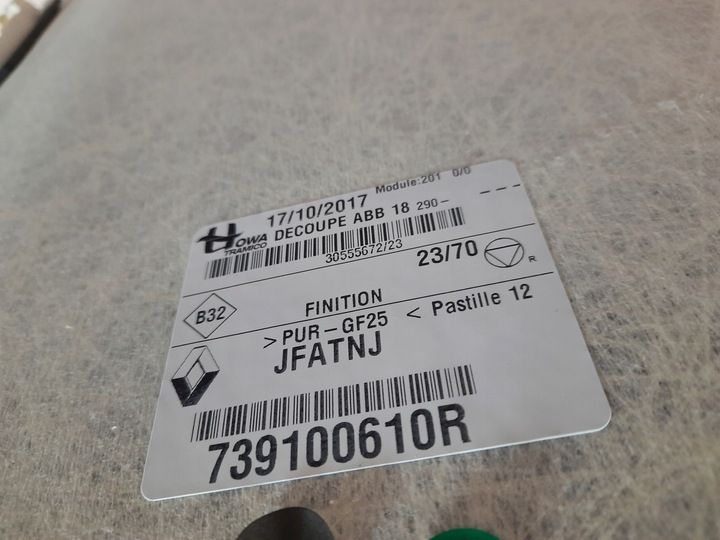 Module:201 0/0
17/10/2017
HOWA TRAMICO
DECOUPE ABB 18 290- ---
30555672/23
23/70
R
B32
FINITION
>PUR-GF25 < Pastille 12
JFATNJ
739100610R